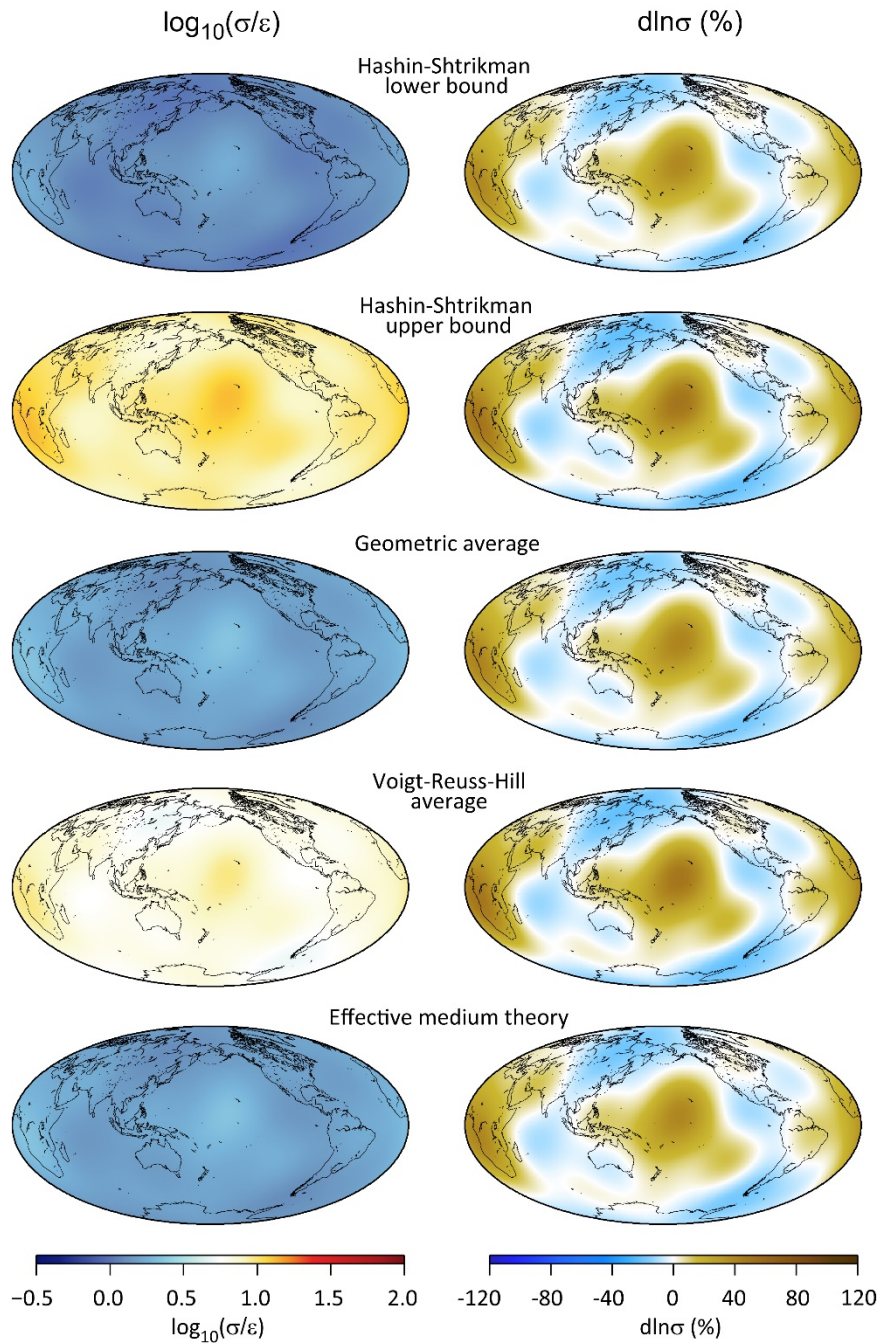 log₁₀(σ/ε)
dlnσ (%)
Hashin-Shtrikman
lower bound
Hashin-Shtrikman
upper bound
Geometric average
Voigt-Reuss-Hill
average
Effective medium theory
−0.5 0.0 0.5 1.0 1.5 2.0
log₁₀(σ/ε)
-120 -80 -40 0 40 80 120
dlnσ (%)